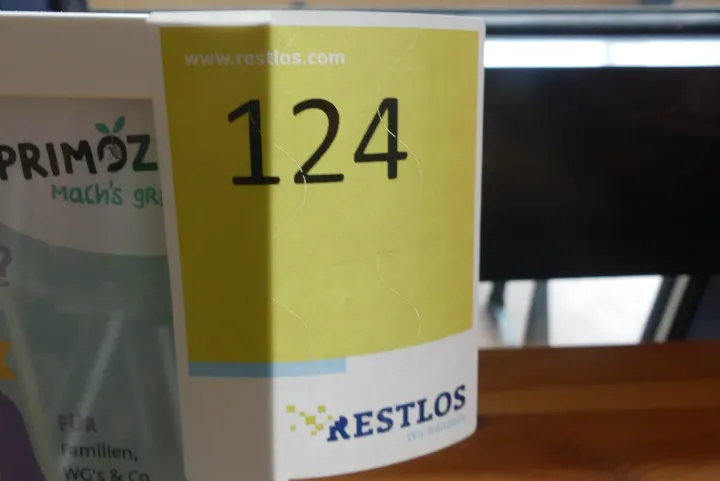 www.restlos.com
124
PRIMOZ
Mach's gr
?
FÜR
Familien,
WG's & Co
RESTLOS